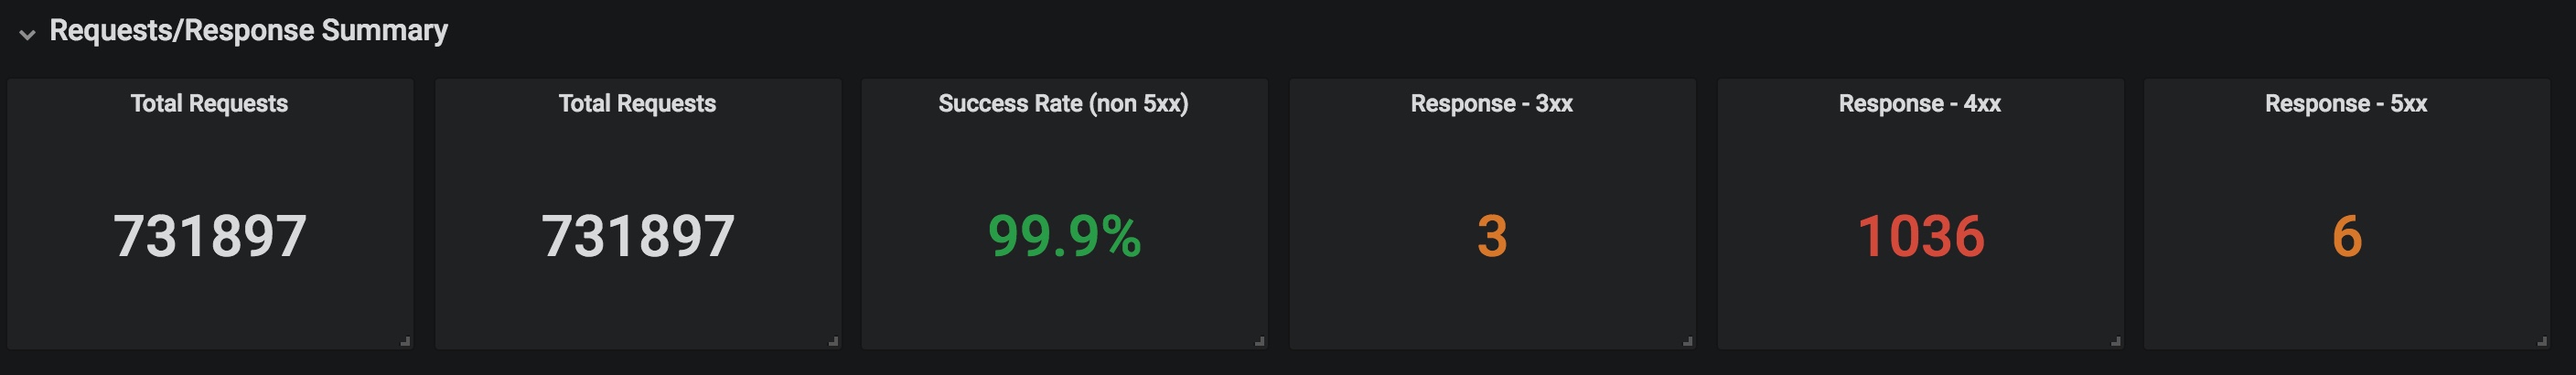 Requests/Response Summary
Total Requests
731897
Total Requests
731897
Success Rate (non 5xx)
99.9%
Response - 3xx
3
Response - 4xx
1036
Response - 5xx
6